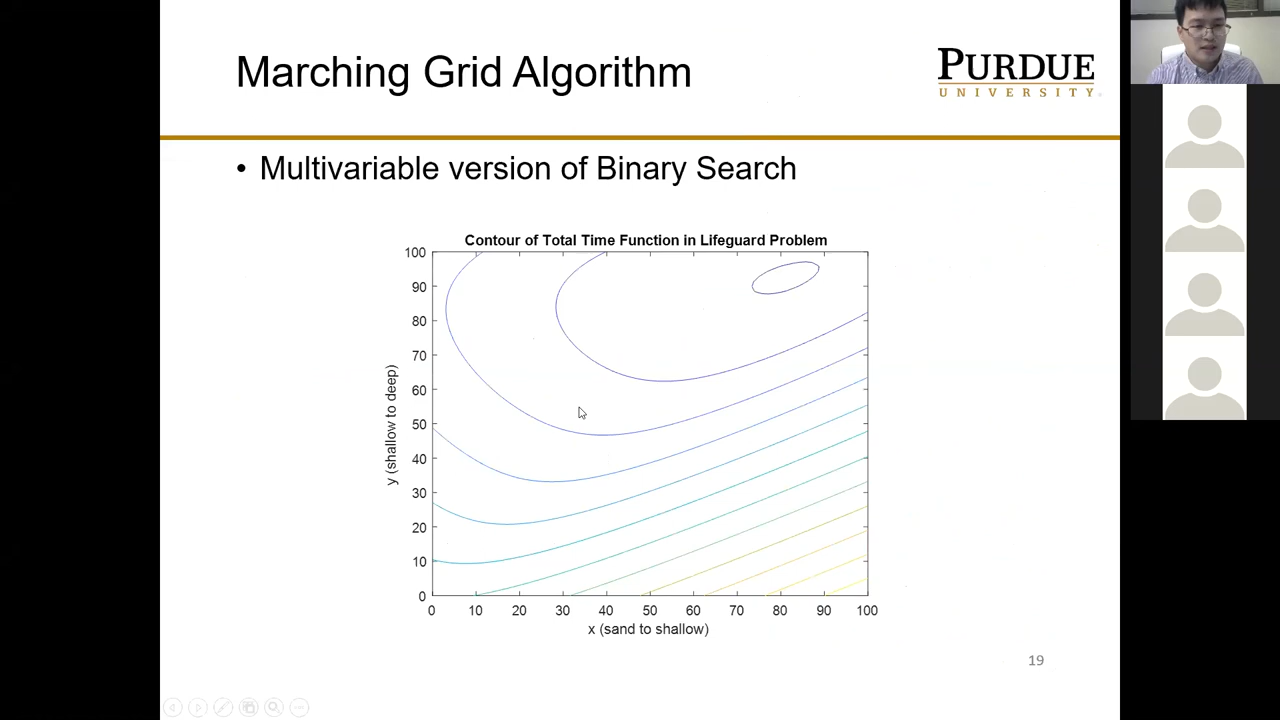 Marching Grid Algorithm
PURDUE
UNIVERSITY
• Multivariable version of Binary Search
Contour of Total Time Function in Lifeguard Problem
100
90
80
70
60
50
40
30
20
10
0
y (shallow to deep)
0 10 20 30 40 50 60 70 80 90 100
x (sand to shallow)
19